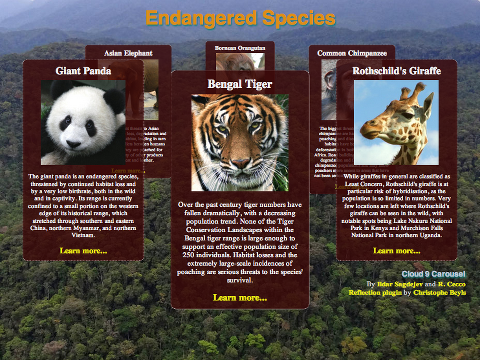 Endangered Species
Asian Elephant
Bornean Orangutan
Common Chimpanzee
Giant Panda
The giant panda is an endangered species,
threatened by continued habitat loss and
by a very low birthrate, both in the wild
and in captivity. Its range is currently
confined to a small portion on the western
edge of its historical range, which
stretched through southern and eastern
China, northern Myanmar, and northern
Vietnam.
Learn more...
Bengal Tiger
Over the past century tiger numbers have
fallen dramatically, with a decreasing
population trend. None of the Tiger
Conservation Landscapes within the
Bengal tiger range is large enough to
support an effective population size of
250 individuals. Habitat losses and the
extremely large-scale incidences of
poaching are serious threats to the species'
survival.
Learn more...
Rothschild's Giraffe
While giraffes in general are classified as
Least Concern, Rothschild's giraffe is at
particular risk of hybridisation, as the
population is so limited in numbers. Very
few locations are left where Rothschild's
giraffe can be seen in the wild, with
notable spots being Lake Nakuru National
Park in Kenya and Murchison Falls
National Park in northern Uganda.
Learn more...
Cloud 9 Carousel
By Ildar Sagdejev and R. Cecco
Reflection plugin by Christophe Beyls